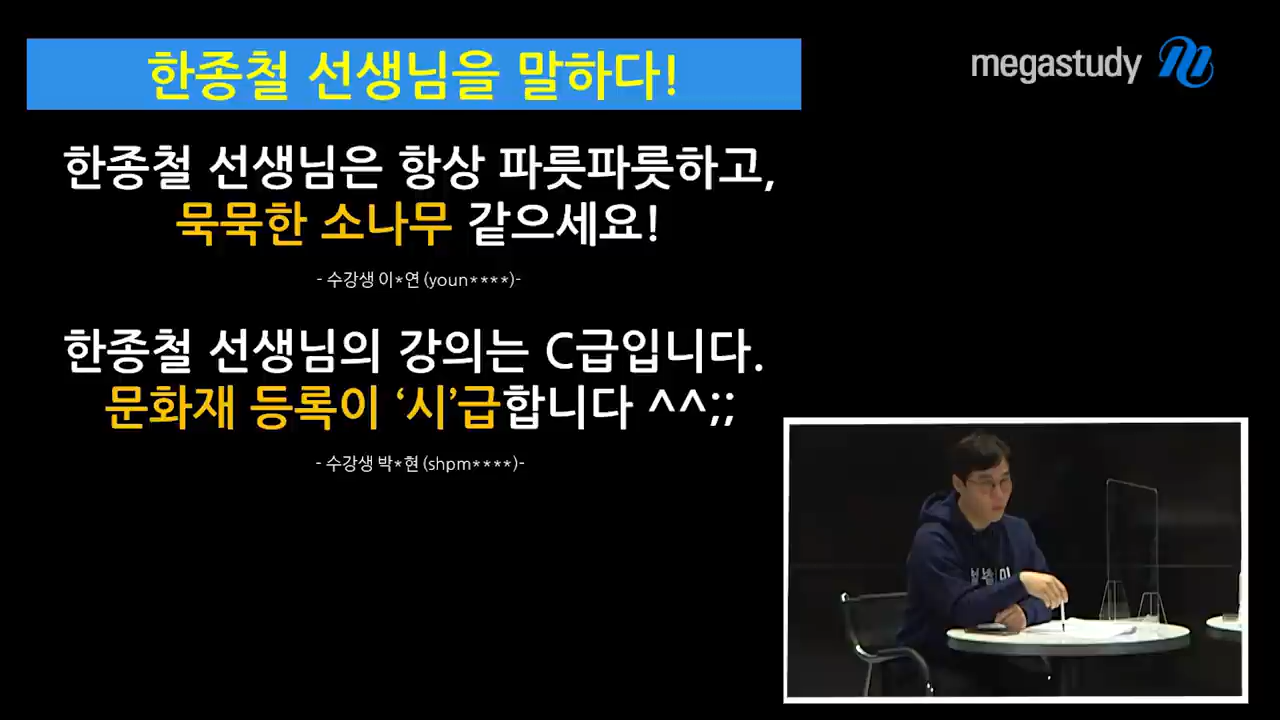 한종철 선생님을 말하다!
megastudy
한종철 선생님은 항상 파릇파릇하고,
묵묵한 소나무 같으세요!
- 수강생 이*연 (youn****)-
한종철 선생님의 강의는 C급입니다.
문화재 등록이 ‘시’급합니다 ^^;;
- 수강생 박*현 (shpm****)-